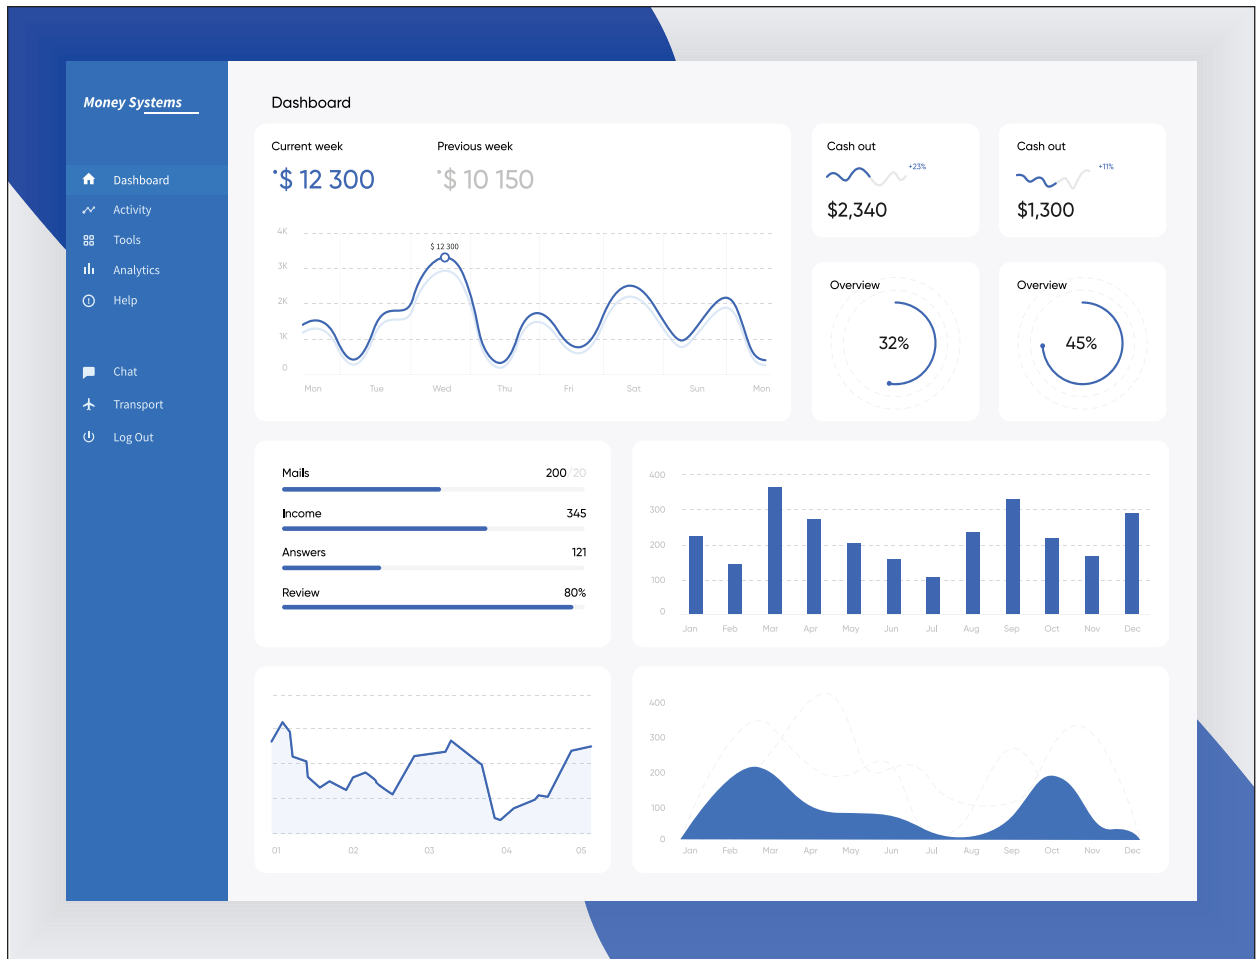 Money Systems
Dashboard
Activity
Tools
Analytics
Help
Chat
Transport
Log Out
Dashboard
Current week
$ 12 300
Previous week
$ 10 150
4K
3K
2K
1K
0
$ 12 300
Mon Tue Wed Thu Fri Sat Sun Mon
Cash out
+23%
$2,340
Cash out
+11%
$1,300
Overview
32%
Overview
45%
Mails 200/20
Income 345
Answers 121
Review 80%
400
300
200
100
0
Jan Feb Mar Apr May Jun Jul Aug Sep Oct Nov Dec
01 02 03 04 05
400
300
200
100
0
Jan Feb Mar Apr May Jun Jul Aug Sep Oct Nov Dec